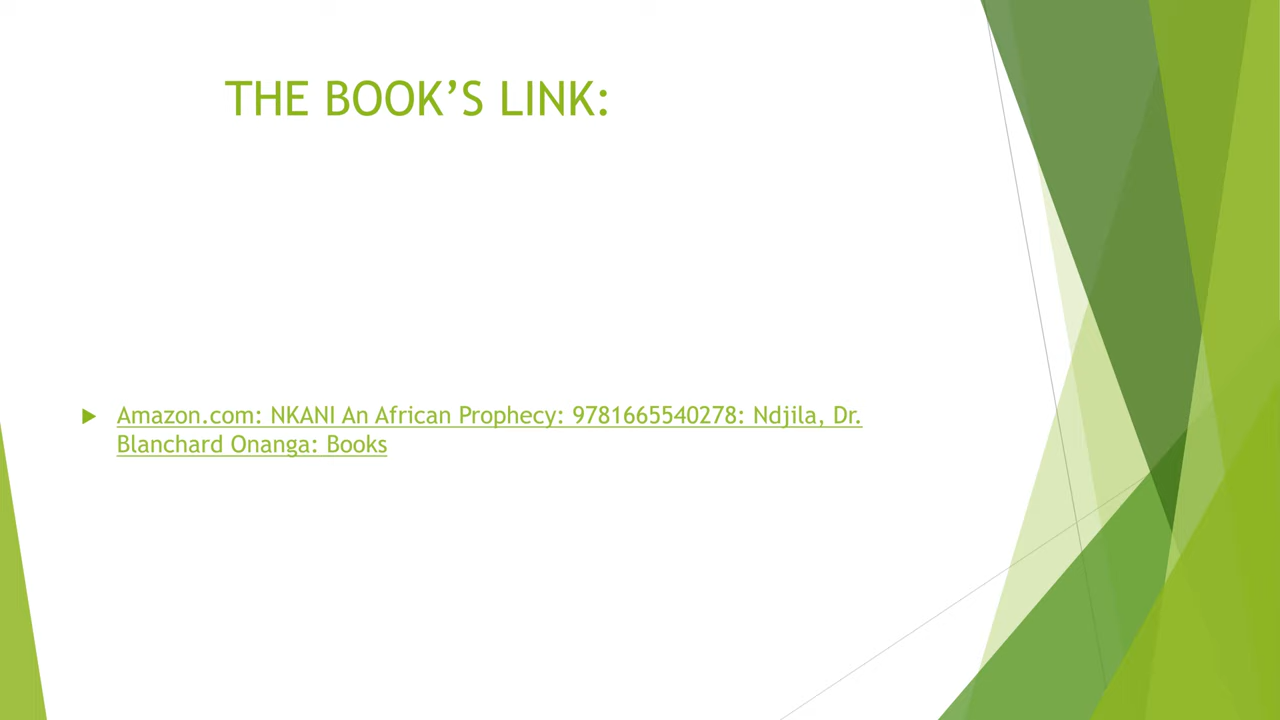 THE BOOK’S LINK:
Amazon.com: NKANI An African Prophecy: 9781665540278: Ndjila, Dr.
Blanchard Onanga: Books